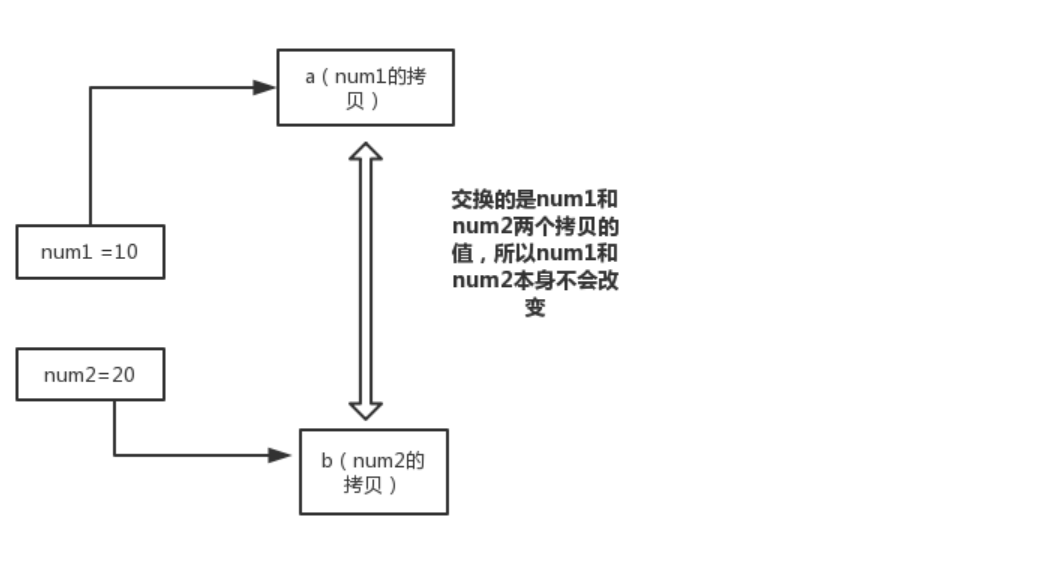 a（num1的拷
贝）
交换的是num1和
num2两个拷贝的
值，所以num1和
num2本身不会改
变
num1 =10
num2=20
b（num2的
拷贝）